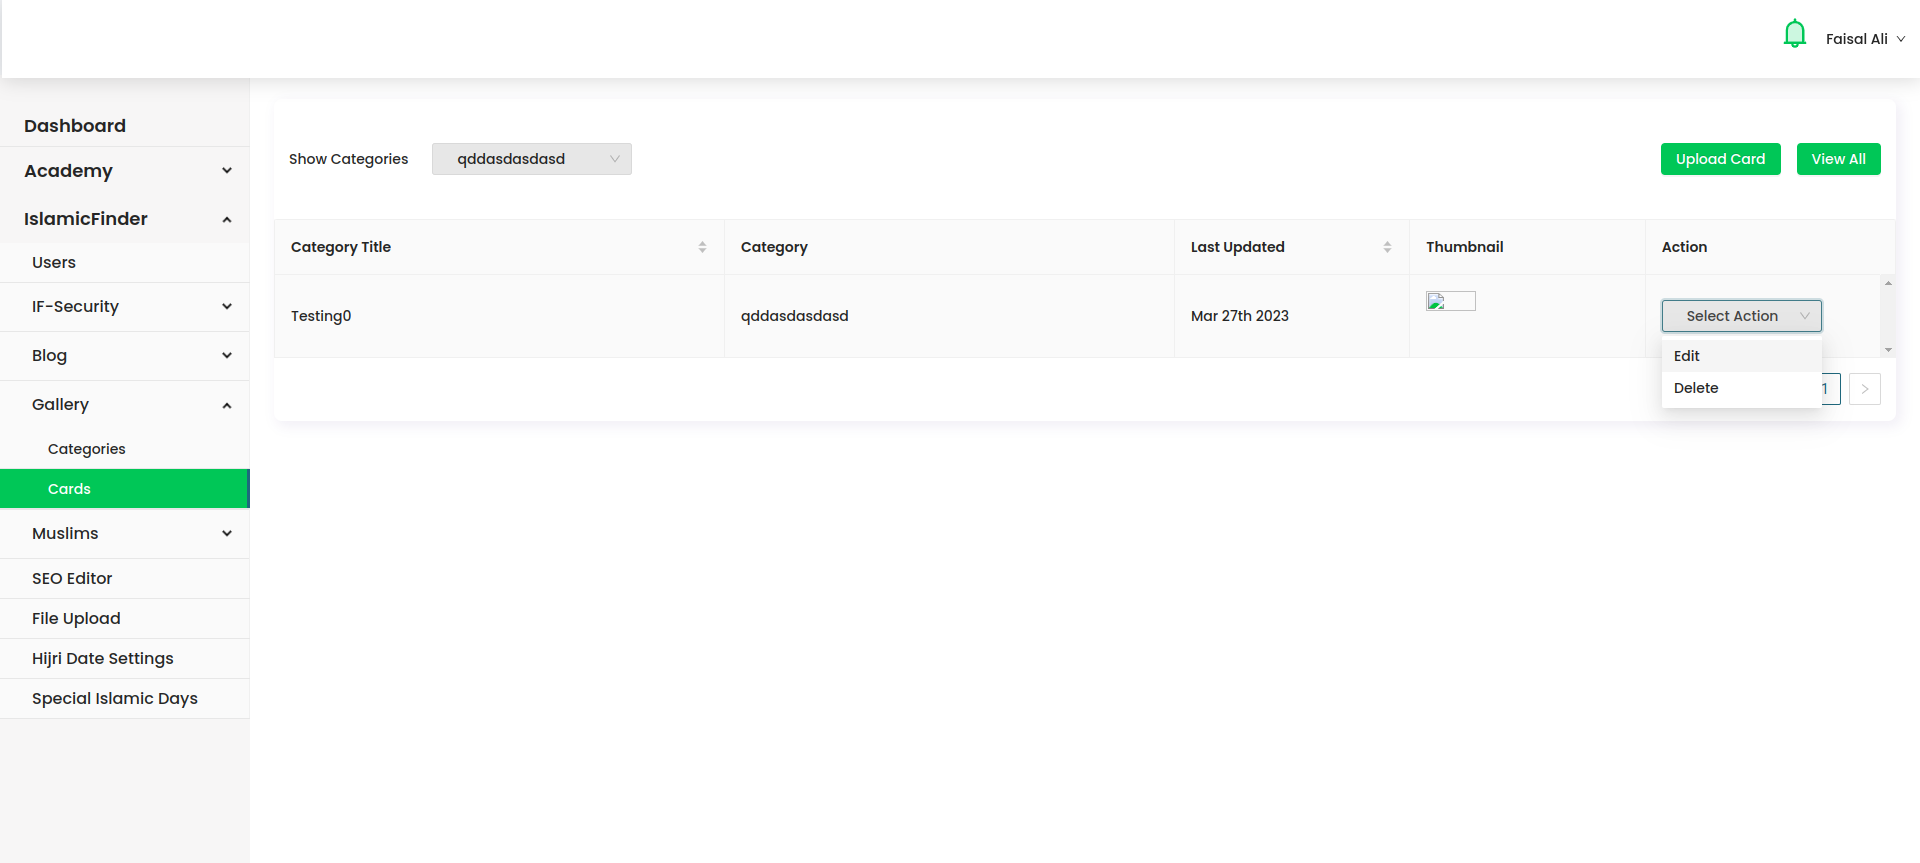 Faisal Ali
Dashboard
Academy
IslamicFinder
Users
IF-Security
Blog
Gallery
Categories
Cards
Muslims
SEO Editor
File Upload
Hijri Date Settings
Special Islamic Days
Show Categories qddasdasdasd Upload Card View All
Category Title Category Last Updated Thumbnail Action
Testing0 qddasdasdasd Mar 27th 2023 Select Action
Edit
Delete
1